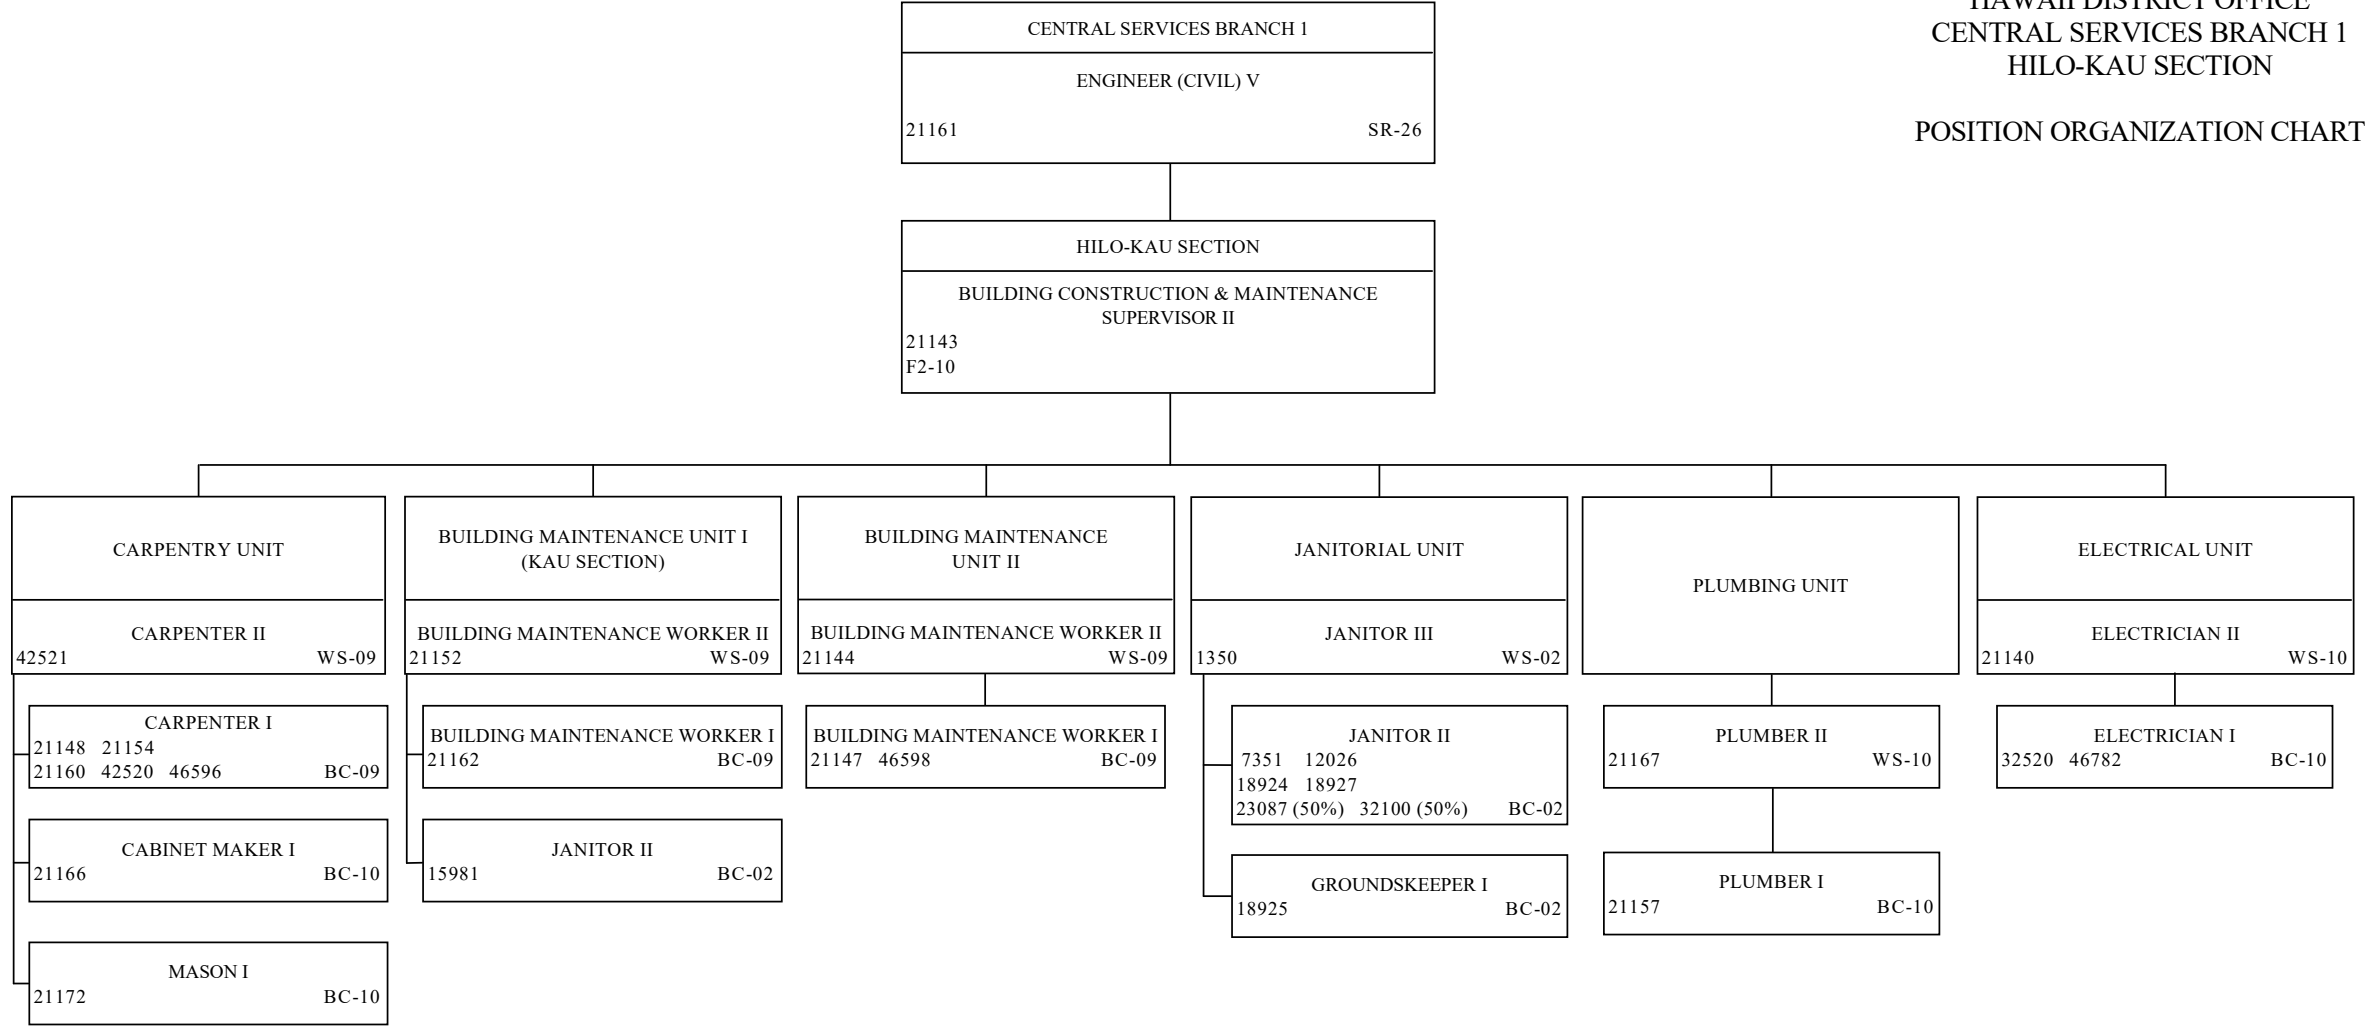 HAWAII DISTRICT OFFICE
CENTRAL SERVICES BRANCH 1
HILO-KAU SECTION
POSITION ORGANIZATION CHART
CENTRAL SERVICES BRANCH 1
ENGINEER (CIVIL) V
21161 SR-26
HILO-KAU SECTION
BUILDING CONSTRUCTION & MAINTENANCE
SUPERVISOR II
21143
F2-10
CARPENTRY UNIT
CARPENTER II
42521 WS-09
CARPENTER I
21148 21154
21160 42520 46596 BC-09
CABINET MAKER I
21166 BC-10
MASON I
21172 BC-10
BUILDING MAINTENANCE UNIT I
(KAU SECTION)
BUILDING MAINTENANCE WORKER II
21152 WS-09
BUILDING MAINTENANCE WORKER I
21162 BC-09
JANITOR II
15981 BC-02
BUILDING MAINTENANCE
UNIT II
BUILDING MAINTENANCE WORKER II
21144 WS-09
BUILDING MAINTENANCE WORKER I
21147 46598 BC-09
JANITORIAL UNIT
JANITOR III
1350 WS-02
JANITOR II
7351 12026
18924 18927
23087 (50%) 32100 (50%) BC-02
GROUNDSKEEPER I
18925 BC-02
PLUMBING UNIT
PLUMBER II
21167 WS-10
PLUMBER I
21157 BC-10
ELECTRICAL UNIT
ELECTRICIAN II
21140 WS-10
ELECTRICIAN I
32520 46782 BC-10